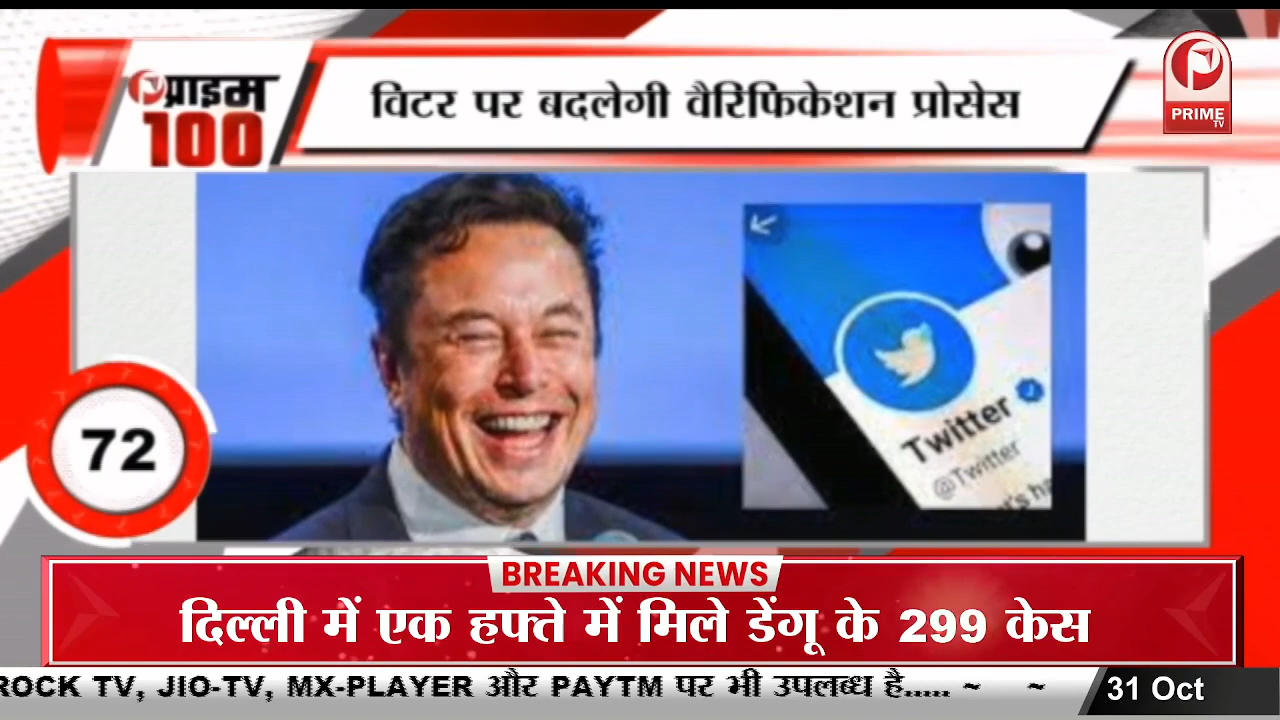 प्राइम
100
विटर पर बदलेगी वैरिफिकेशन प्रोसेस
PRIME
TV
Twitter
@Twitter
72
BREAKING NEWS
दिल्ली में एक हफ्ते में मिले डेंगू के 299 केस
ROCK TV, JIO-TV, MX-PLAYER और PAYTM पर भी उपलब्ध है..... ~ ~
31 Oct